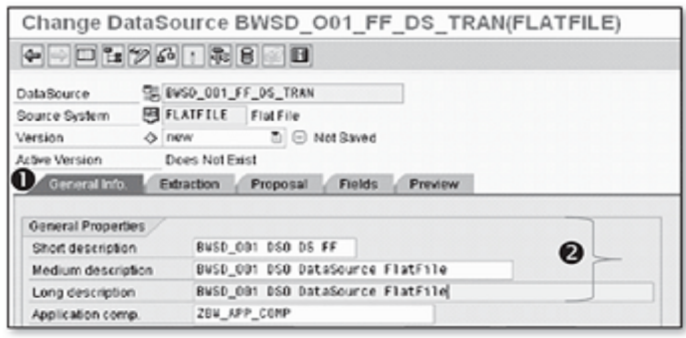 Change DataSource BWSD_O01_FF_DS_TRAN(FLATFILE)
DataSource BWSD_O01_FF_DS_TRAN
Source System FLATFILE Flat File
Version new Not Saved
Active Version Does Not Exist
1 General Info. Extraction Proposal Fields Preview
General Properties
Short description BWSD_O01 DSO DS FF
2
Medium description BWSD_O01 DSO DataSource FlatFile
Long description BWSD_O01 DSO DataSource FlatFile
Application comp. ZBW_APP_COMP